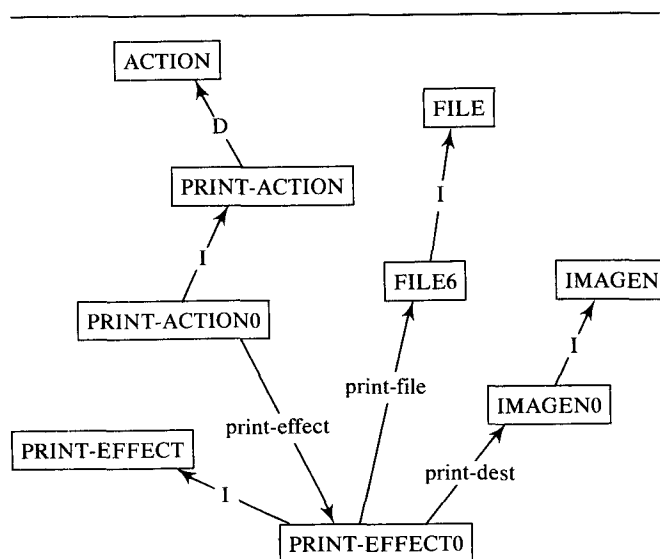 ACTION
FILE
D
PRINT-ACTION
I
I
FILE6
IMAGEN
PRINT-ACTION0
I
print-file
IMAGEN0
print-effect
PRINT-EFFECT
print-dest
I
PRINT-EFFECT0